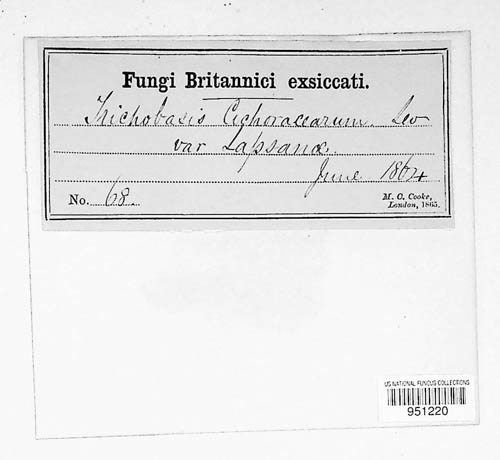 Fungi Britannici exsiccati.
Trichobasis Cichoracearum. Lev
var Lapsanæ.
June 1864
No. 68.
M. C. Cooke,
London, 1865.
US NATIONAL FUNGUS COLLECTIONS
951220